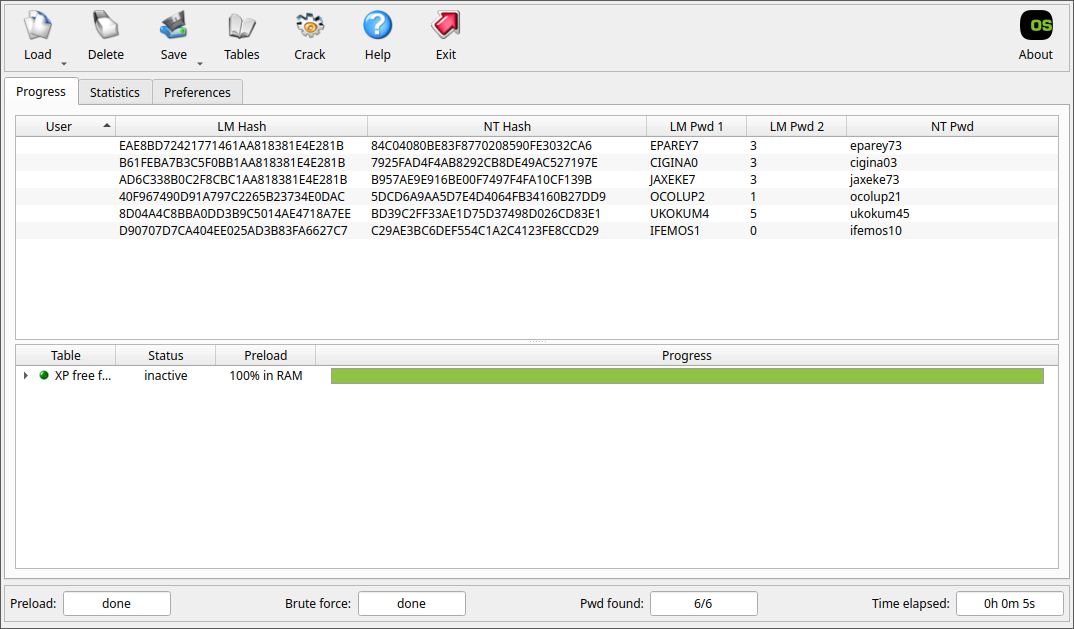 Load Delete Save Tables Crack Help Exit OS About
Progress Statistics Preferences
User LM Hash NT Hash LM Pwd 1 LM Pwd 2 NT Pwd
EAE8BD72421771461AA818381E4E281B 84C04080BE83F8770208590FE3032CA6 EPAREY7 3 eparey73
B61FEBA7B3C5F0BB1AA818381E4E281B 7925FAD4F4AB8292CB8DE49AC527197E CIGINA0 3 cigina03
AD6C338B0C2F8CBC1AA818381E4E281B B957AE9E916BE00F7497F4FA10CF139B JAXEKE7 3 jaxeke73
40F967490D91A797C2265B23734E0DAC 5DCD6A9AA5D7E4D4064FB34160B27DD9 OCOLUP2 1 ocolup21
8D04A4C8BBA0DD3B9C5014AE4718A7EE BD39C2FF33AE1D75D37498D026CD83E1 UKOKUM4 5 ukokum45
D90707D7CA404EE025AD3B83FA6627C7 C29AE3BC6DEF554C1A2C4123FE8CCD29 IFEMOS1 0 ifemos10
Table Status Preload Progress
XP free f... inactive 100% in RAM
Preload: done Brute force: done Pwd found: 6/6 Time elapsed: 0h 0m 5s